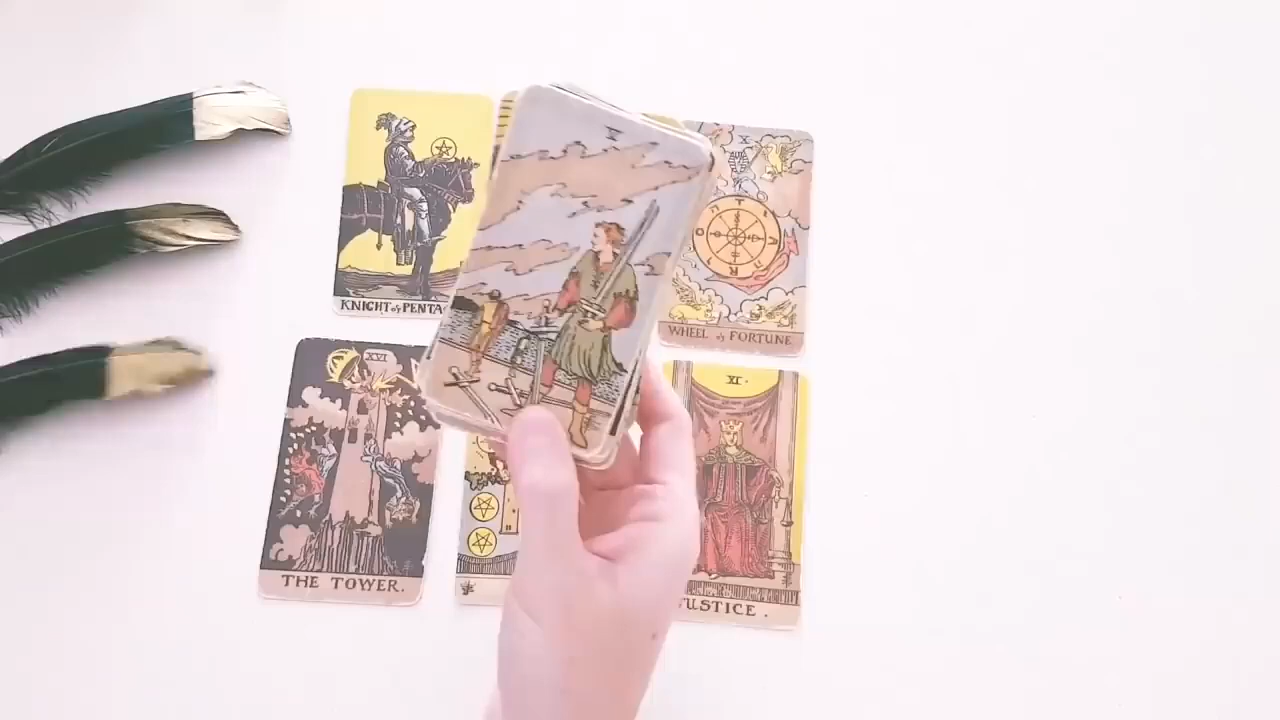 KNIGHT of PENTA
V
X
WHEEL of FORTUNE
XVI
THE TOWER.
XI.
JUSTICE.